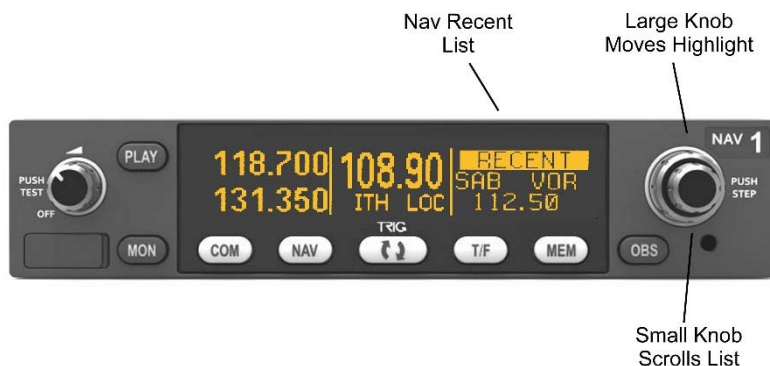 Nav Recent
List
Large Knob
Moves Highlight
NAV 1
PLAY
PUSH
TEST
OFF
118.700
131.350
108.90
ITH LOC
RECENT
SAB VOR
112.50
PUSH
STEP
TRIG
MON
COM
NAV
T/F
MEM
OBS
Small Knob
Scrolls List